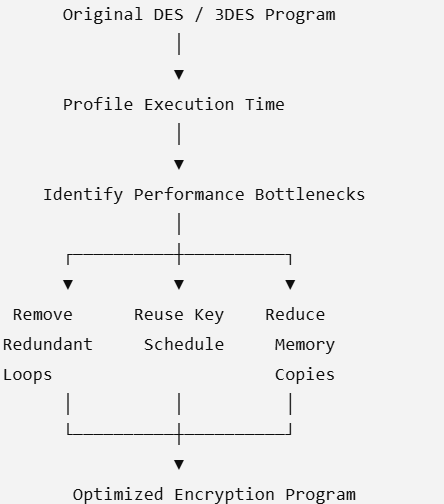 Original DES / 3DES Program
Profile Execution Time
Identify Performance Bottlenecks
Remove Reuse Key Reduce
Redundant Schedule Memory
Loops Copies
Optimized Encryption Program